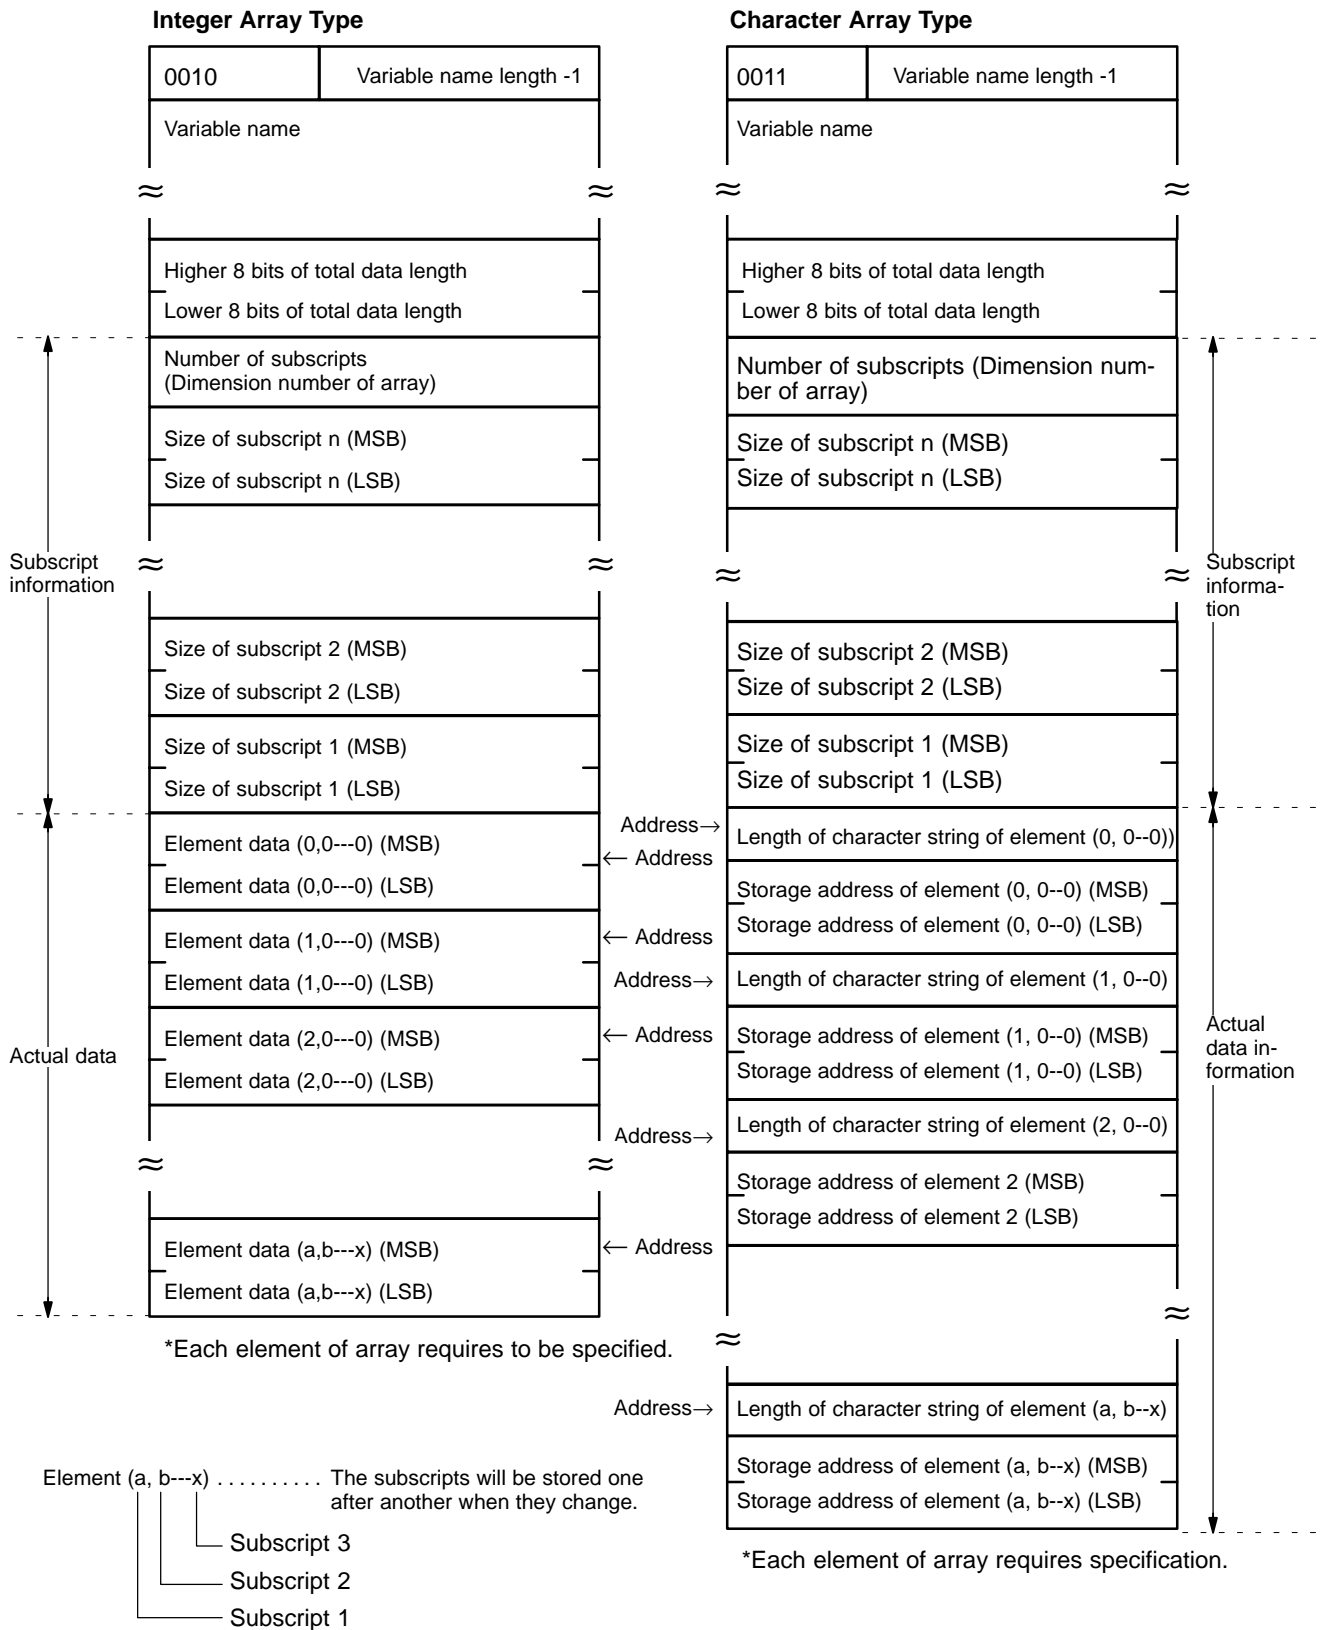 Integer Array Type
0010
Variable name length -1
Variable name
Higher 8 bits of total data length
Lower 8 bits of total data length
Number of subscripts
(Dimension number of array)
Size of subscript n (MSB)
Size of subscript n (LSB)
Subscript
information
Size of subscript 2 (MSB)
Size of subscript 2 (LSB)
Size of subscript 1 (MSB)
Size of subscript 1 (LSB)
Element data (0,0---0) (MSB)
← Address
Element data (0,0---0) (LSB)
Element data (1,0---0) (MSB)
← Address
Element data (1,0---0) (LSB)
Element data (2,0---0) (MSB)
← Address
Actual data
Element data (2,0---0) (LSB)
Element data (a,b---x) (MSB)
← Address
Element data (a,b---x) (LSB)
*Each element of array requires to be specified.
Element (a, b---x) . . . . . . . . . . The subscripts will be stored one
after another when they change.
Subscript 3
Subscript 2
Subscript 1
Character Array Type
0011
Variable name length -1
Variable name
Higher 8 bits of total data length
Lower 8 bits of total data length
Number of subscripts (Dimension num-
ber of array)
Size of subscript n (MSB)
Size of subscript n (LSB)
Subscript
informa-
tion
Size of subscript 2 (MSB)
Size of subscript 2 (LSB)
Size of subscript 1 (MSB)
Size of subscript 1 (LSB)
Address→
Length of character string of element (0, 0--0))
Storage address of element (0, 0--0) (MSB)
Storage address of element (0, 0--0) (LSB)
Address→
Length of character string of element (1, 0--0)
Storage address of element (1, 0--0) (MSB)
Storage address of element (1, 0--0) (LSB)
Actual
data in-
formation
Address→
Length of character string of element (2, 0--0)
Storage address of element 2 (MSB)
Storage address of element 2 (LSB)
Address→
Length of character string of element (a, b--x)
Storage address of element (a, b--x) (MSB)
Storage address of element (a, b--x) (LSB)
*Each element of array requires specification.